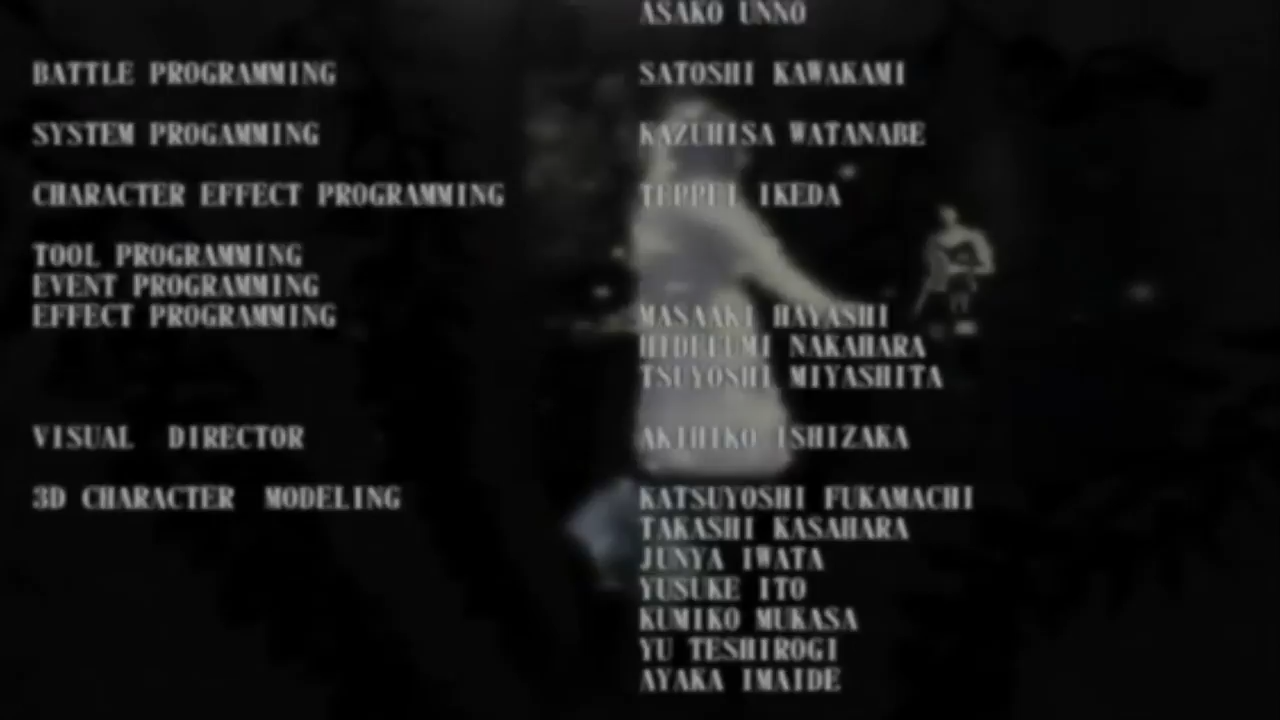 ASAKO UNNO
BATTLE PROGRAMMING SATOSHI KAWAKAMI
SYSTEM PROGAMMING KAZUHISA WATANABE
CHARACTER EFFECT PROGRAMMING TEPPEI IKEDA
TOOL PROGRAMMING
EVENT PROGRAMMING
EFFECT PROGRAMMING MASAAKI HAYASHI
HIDEFUMI NAKAHARA
TSUYOSHI MIYASHITA
VISUAL DIRECTOR AKIHIKO ISHIZAKA
3D CHARACTER MODELING KATSUYOSHI FUKAMACHI
TAKASHI KASAHARA
JUNYA IWATA
YUSUKE ITO
KUMIKO MUKASA
YU TESHIROGI
AYAKA IMAIDE